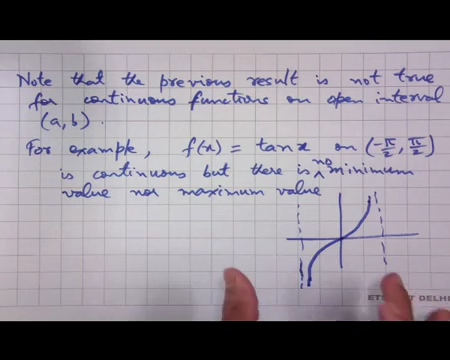 Note that the previous result is not true
for continuous functions on open interval
(a, b).
For example, f(x) = tan x on (-π/2, π/2)
is continuous but there is no minimum
value nor maximum value